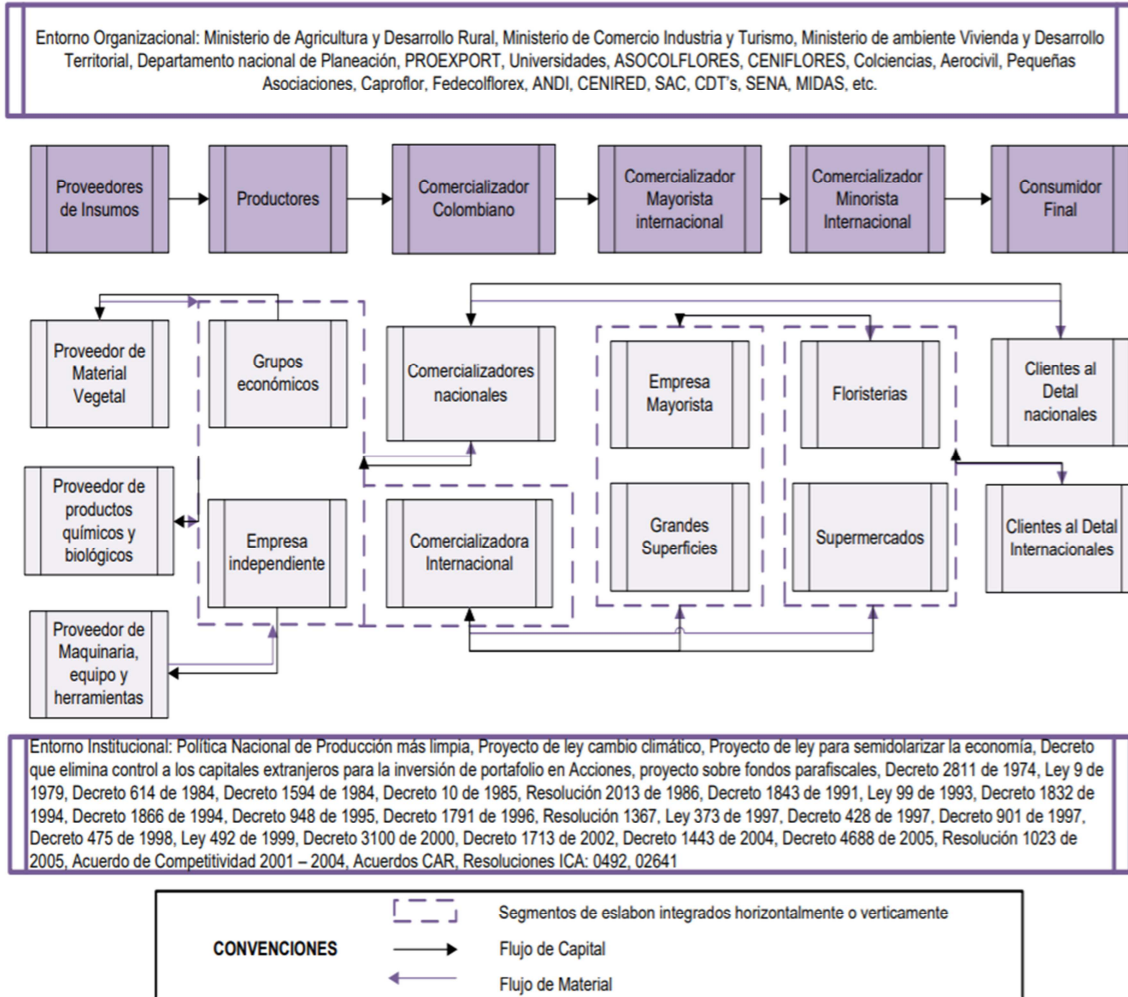 Entorno Organizacional: Ministerio de Agricultura y Desarrollo Rural, Ministerio de Comercio Industria y Turismo, Ministerio de ambiente Vivienda y Desarrollo
Territorial, Departamento nacional de Planeación, PROEXPORT, Universidades, ASOCOLFLORES, CENIFLORES, Colciencias, Aerocivil, Pequeñas
Asociaciones, Caproflor, Fedecolflorex, ANDI, CENIRED, SAC, CDT's, SENA, MIDAS, etc.
Proveedores
de Insumos
Productores
Comercializador
Colombiano
Comercializador
Mayorista
internacional
Comercializador
Minorista
Internacional
Consumidor
Final
Proveedor de
Material
Vegetal
Grupos
económicos
Comercializadores
nacionales
Empresa
Mayorista
Floristerias
Clientes al
Detal
nacionales
Proveedor de
productos
químicos y
biológicos
Empresa
independiente
Comercializadora
Internacional
Grandes
Superficies
Supermercados
Clientes al Detal
Internacionales
Proveedor de
Maquinaria,
equipo y
herramientas
Entorno Institucional: Política Nacional de Producción más limpia, Proyecto de ley cambio climático, Proyecto de ley para semidolarizar la economía, Decreto
que elimina control a los capitales extranjeros para la inversión de portafolio en Acciones, proyecto sobre fondos parafiscales, Decreto 2811 de 1974, Ley 9 de
1979, Decreto 614 de 1984, Decreto 1594 de 1984, Decreto 10 de 1985, Resolución 2013 de 1986, Decreto 1843 de 1991, Ley 99 de 1993, Decreto 1832 de
1994, Decreto 1866 de 1994, Decreto 948 de 1995, Decreto 1791 de 1996, Resolución 1367, Ley 373 de 1997, Decreto 428 de 1997, Decreto 901 de 1997,
Decreto 475 de 1998, Ley 492 de 1999, Decreto 3100 de 2000, Decreto 1713 de 2002, Decreto 1443 de 2004, Decreto 4688 de 2005, Resolución 1023 de
2005, Acuerdo de Competitividad 2001 – 2004, Acuerdos CAR, Resoluciones ICA: 0492, 02641
CONVENCIONES
Segmentos de eslabon integrados horizontalmente o verticamente
Flujo de Capital
Flujo de Material